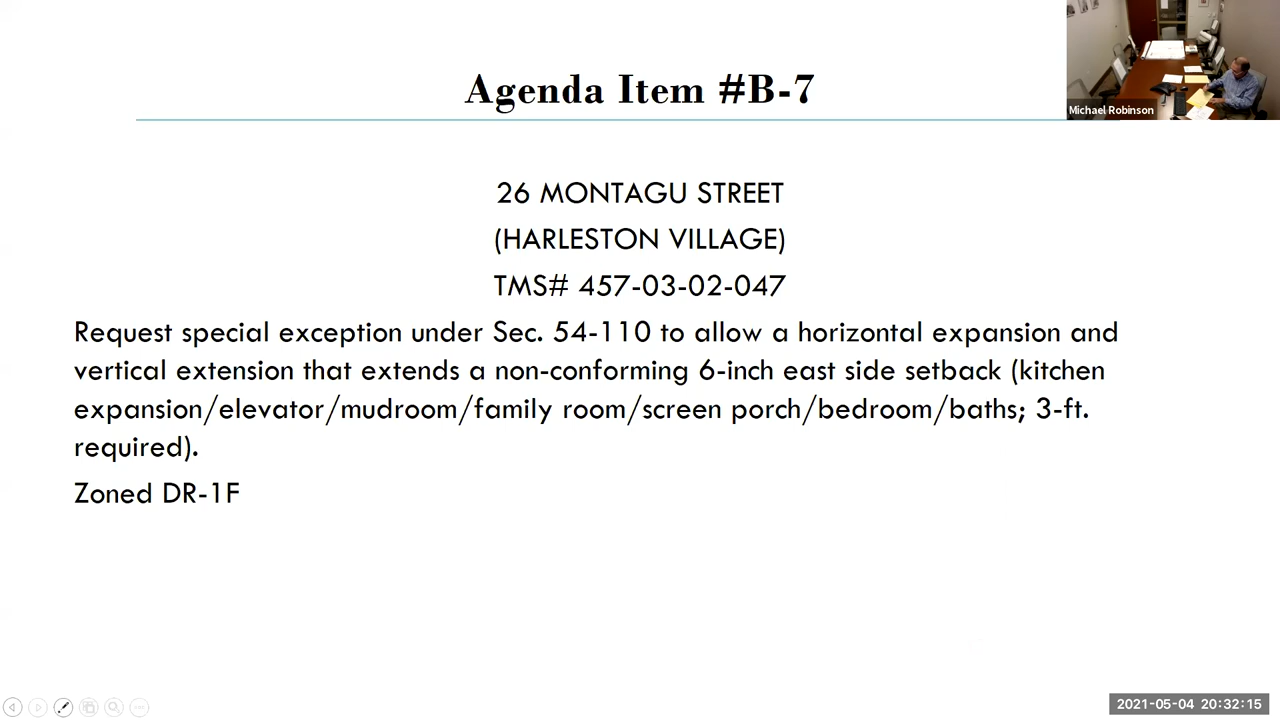 Agenda Item #B-7
Michael Robinson
26 MONTAGU STREET
(HARLESTON VILLAGE)
TMS# 457-03-02-047
Request special exception under Sec. 54-110 to allow a horizontal expansion and
vertical extension that extends a non-conforming 6-inch east side setback (kitchen
expansion/elevator/mudroom/family room/screen porch/bedroom/baths; 3-ft.
required).
Zoned DR-1F
2021-05-04 20:32:15